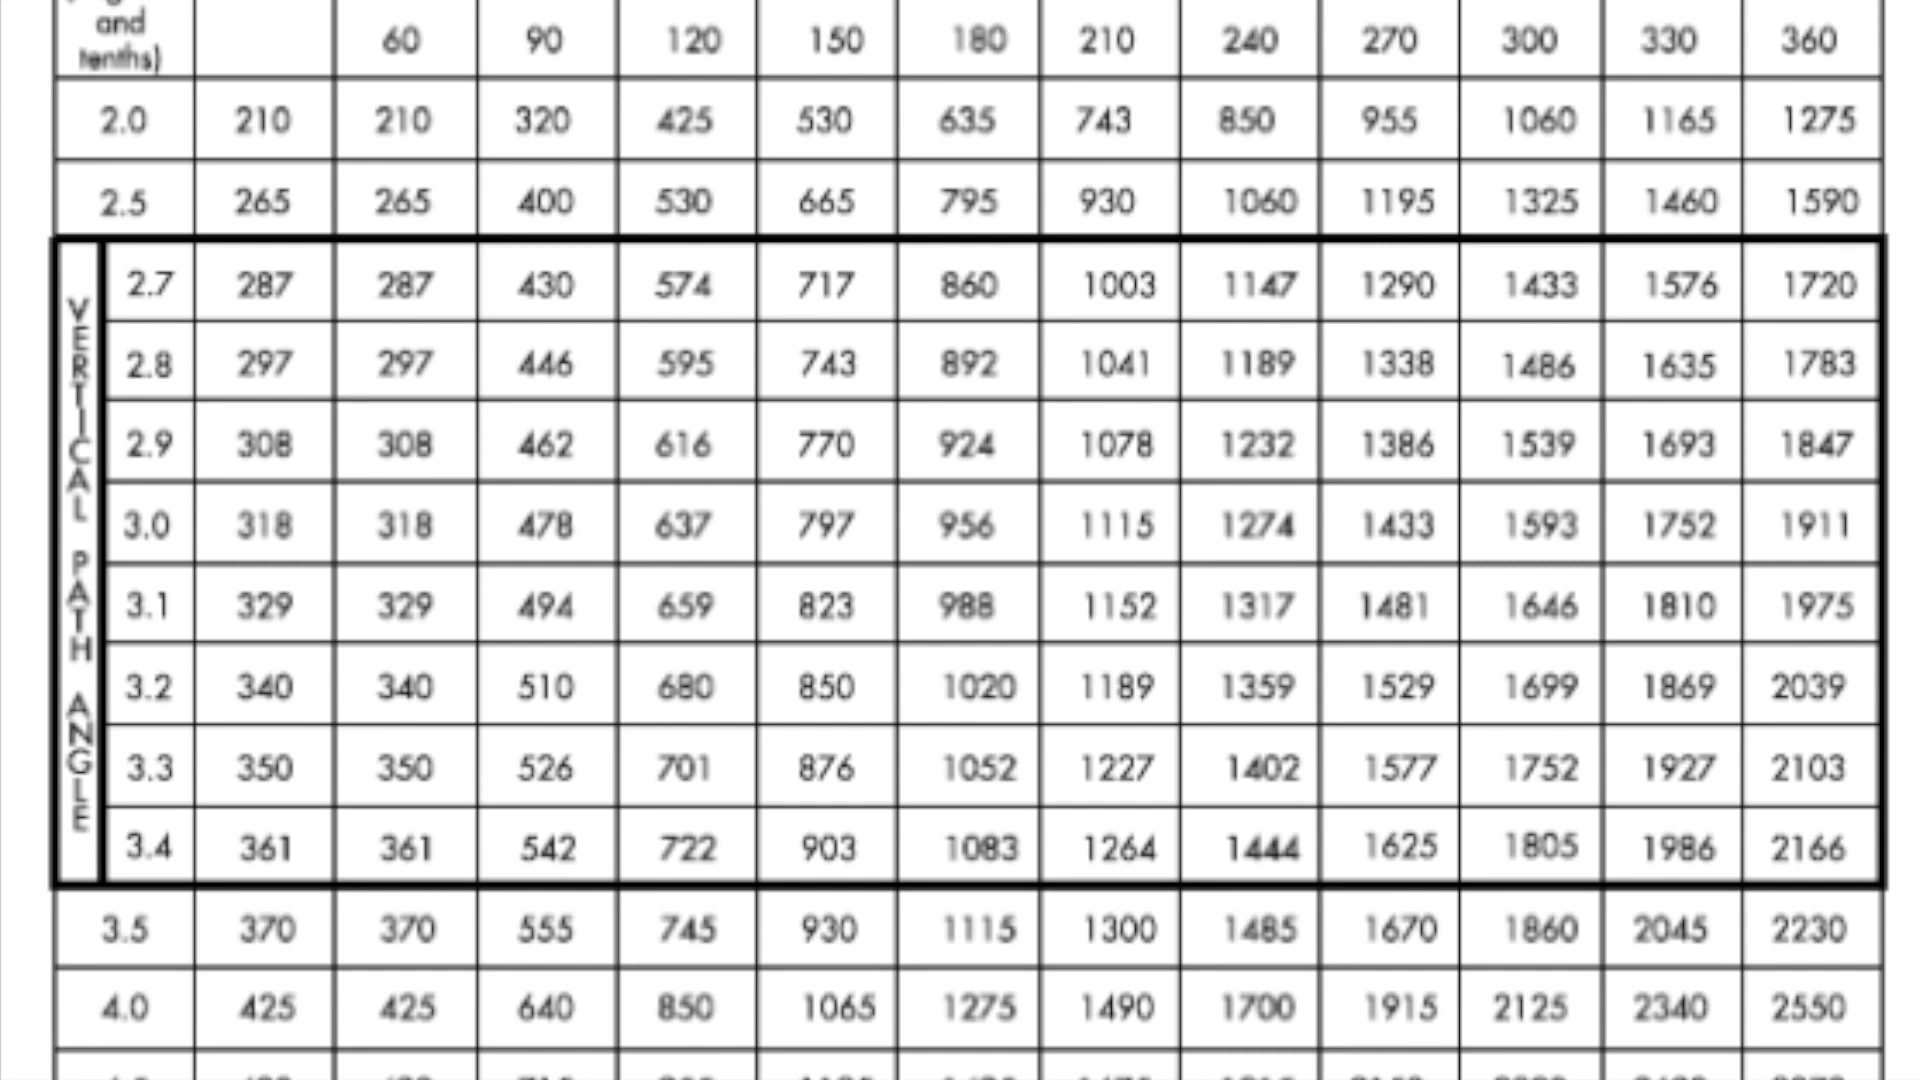 and
tenths)
60 90 120 150 180 210 240 270 300 330 360
2.0 210 210 320 425 530 635 743 850 955 1060 1165 1275
2.5 265 265 400 530 665 795 930 1060 1195 1325 1460 1590
VERTICAL PATH ANGLE
2.7 287 287 430 574 717 860 1003 1147 1290 1433 1576 1720
2.8 297 297 446 595 743 892 1041 1189 1338 1486 1635 1783
2.9 308 308 462 616 770 924 1078 1232 1386 1539 1693 1847
3.0 318 318 478 637 797 956 1115 1274 1433 1593 1752 1911
3.1 329 329 494 659 823 988 1152 1317 1481 1646 1810 1975
3.2 340 340 510 680 850 1020 1189 1359 1529 1699 1869 2039
3.3 350 350 526 701 876 1052 1227 1402 1577 1752 1927 2103
3.4 361 361 542 722 903 1083 1264 1444 1625 1805 1986 2166
3.5 370 370 555 745 930 1115 1300 1485 1670 1860 2045 2230
4.0 425 425 640 850 1065 1275 1490 1700 1915 2125 2340 2550